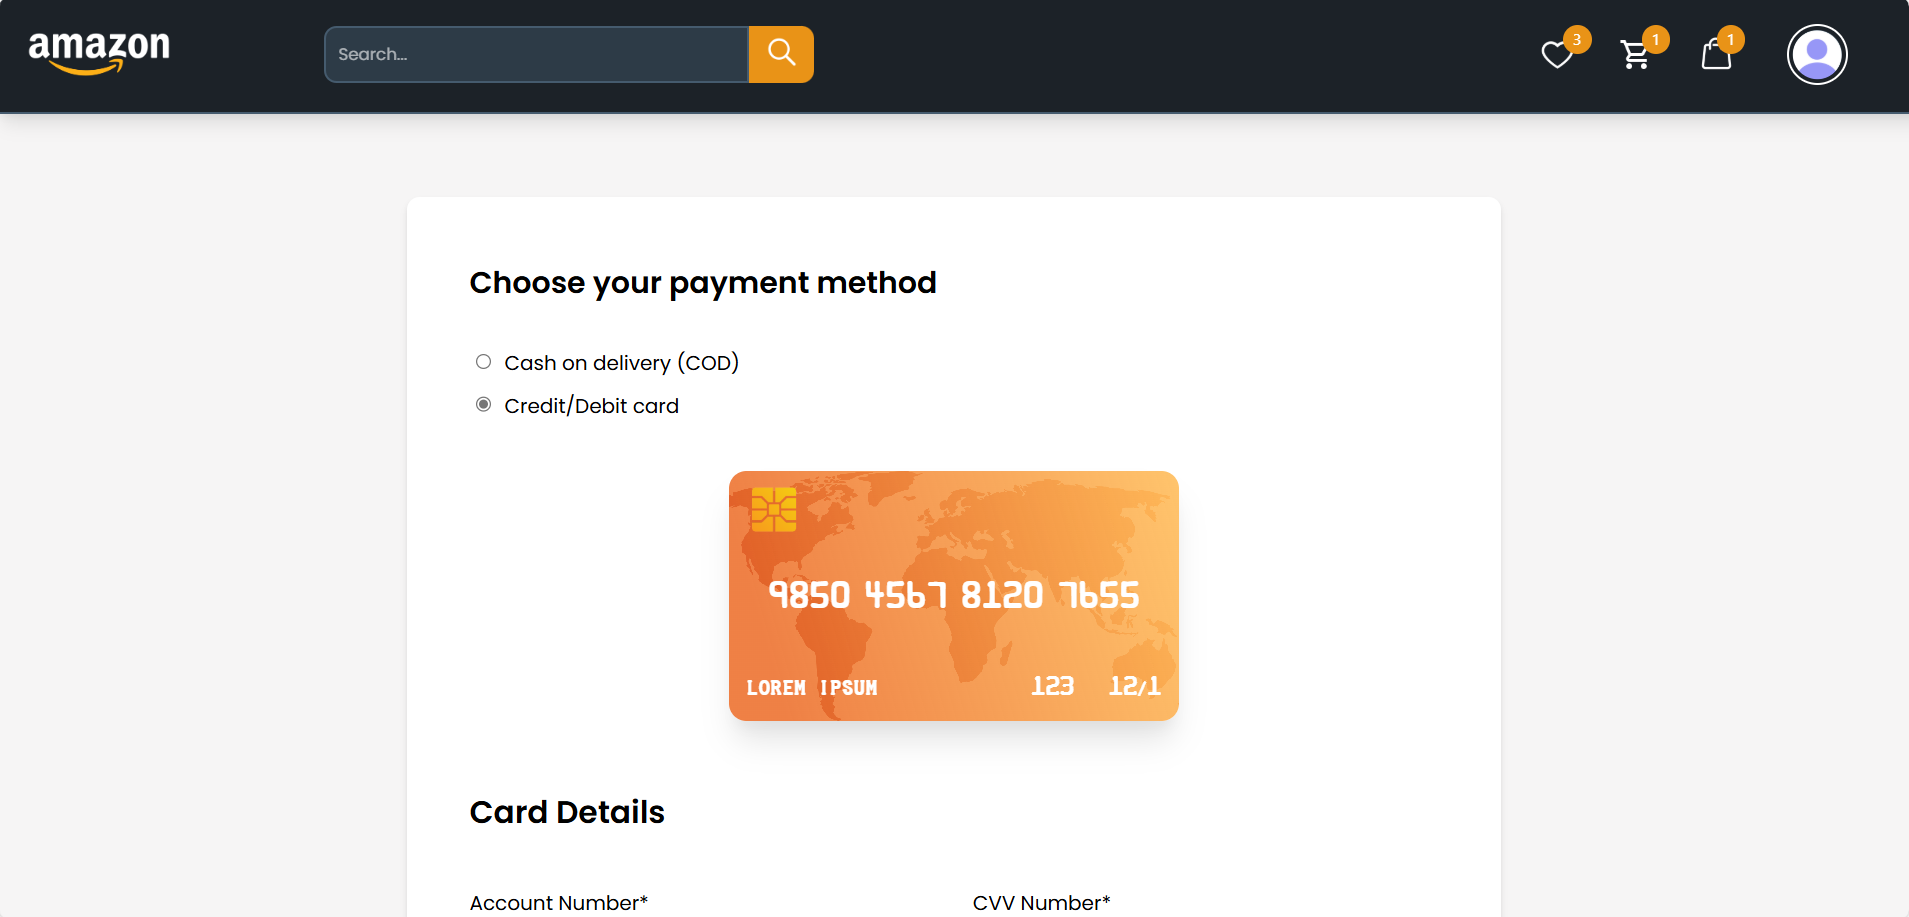 amazon
Search...
3
1
1
Choose your payment method
Cash on delivery (COD)
Credit/Debit card
9850 4567 8120 7655
LOREM IPSUM 123 12/1
Card Details
Account Number* CVV Number*